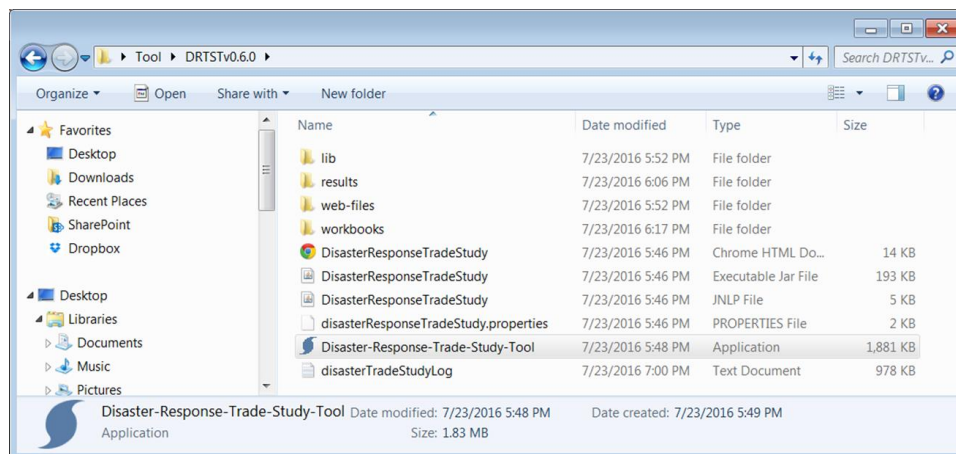 Tool DRTSTv0.6.0 Search DRTSTv...
Organize Open Share with New folder
Favorites
Desktop
Downloads
Recent Places
SharePoint
Dropbox
Desktop
Libraries
Documents
Music
Pictures
Name Date modified Type Size
lib 7/23/2016 5:52 PM File folder
results 7/23/2016 6:06 PM File folder
web-files 7/23/2016 5:52 PM File folder
workbooks 7/23/2016 6:17 PM File folder
DisasterResponseTradeStudy 7/23/2016 5:46 PM Chrome HTML Do... 14 KB
DisasterResponseTradeStudy 7/23/2016 5:46 PM Executable Jar File 193 KB
DisasterResponseTradeStudy 7/23/2016 5:46 PM JNLP File 5 KB
disasterResponseTradeStudy.properties 7/23/2016 5:46 PM PROPERTIES File 2 KB
Disaster-Response-Trade-Study-Tool 7/23/2016 5:48 PM Application 1,881 KB
disasterTradeStudyLog 7/23/2016 7:00 PM Text Document 978 KB
Disaster-Response-Trade-Study-Tool Date modified: 7/23/2016 5:48 PM Date created: 7/23/2016 5:49 PM
Application Size: 1.83 MB